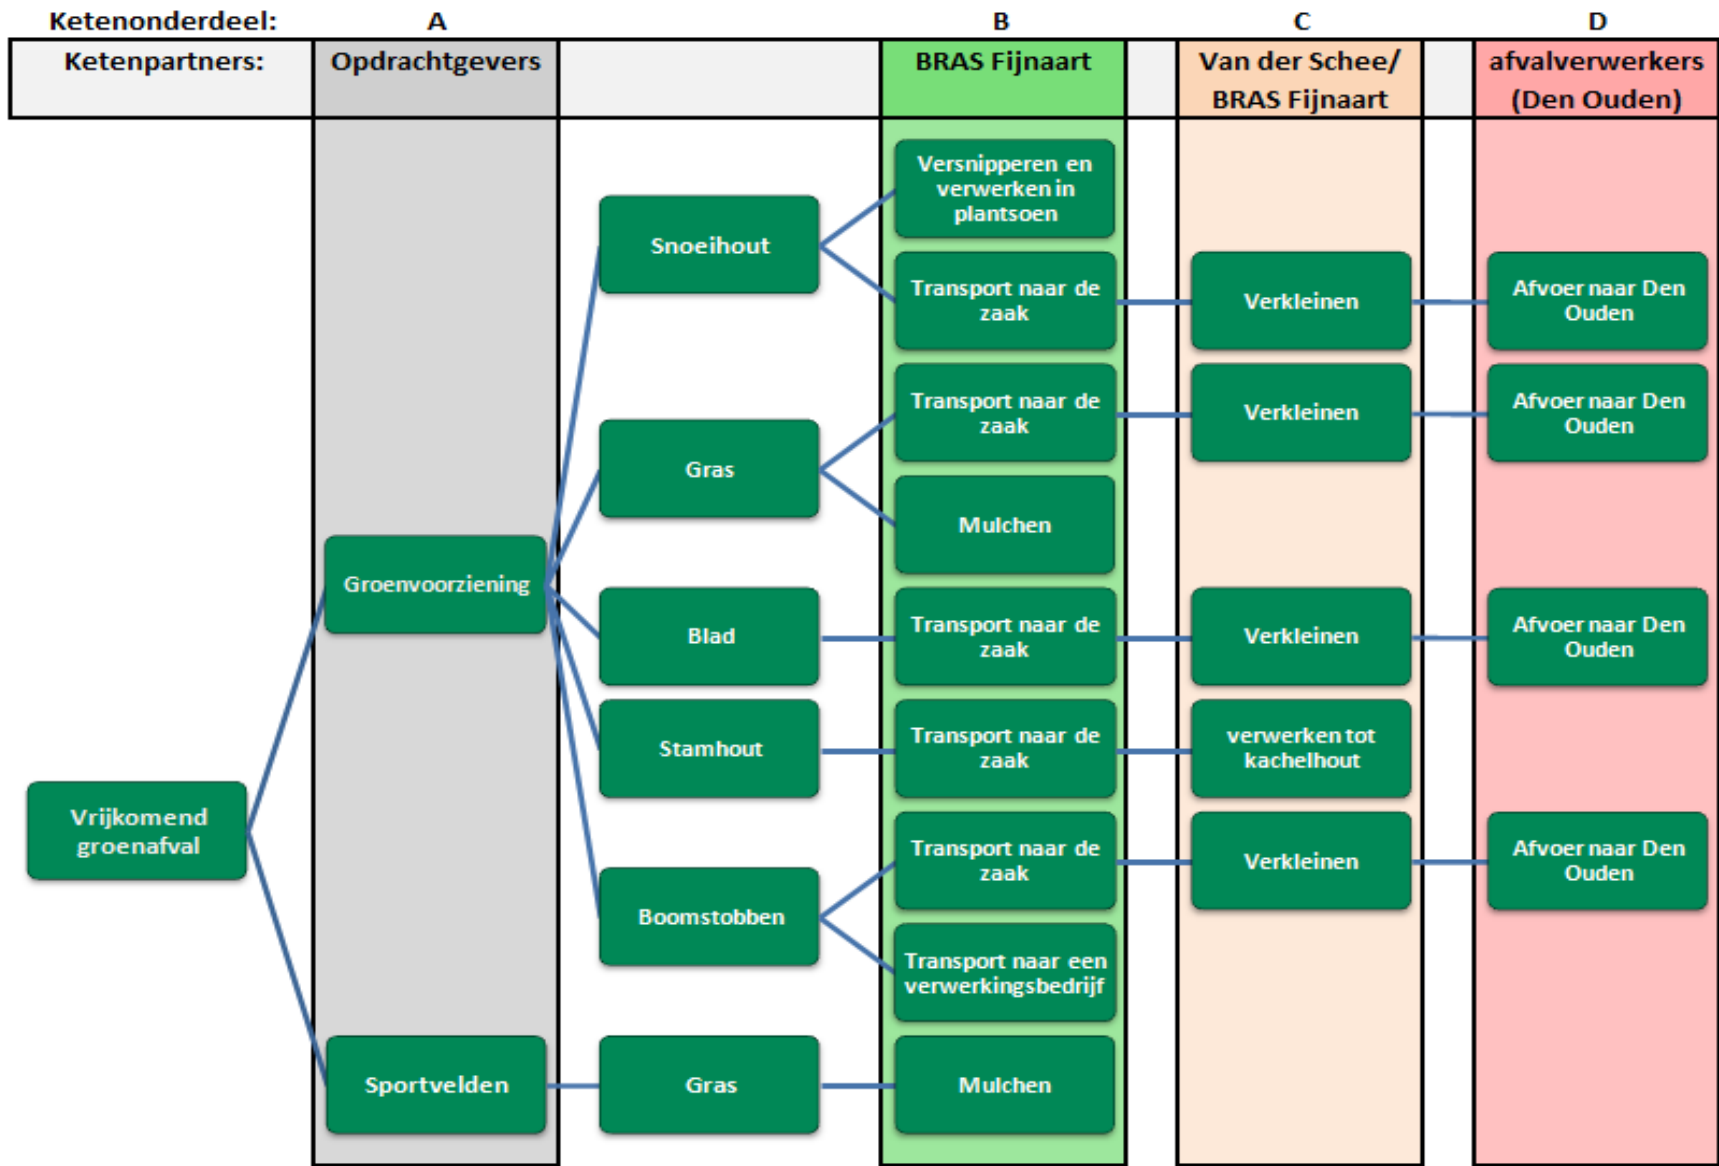 Ketenonderdeel: A B C D
Ketenpartners: Opdrachtgevers BRAS Fijnaart Van der Schee/ afvalverwerkers
BRAS Fijnaart (Den Ouden)
Versnipperen en
verwerken in
plantsoen
Snoeihout
Transport naar de
zaak
Verkleinen
Afvoer naar Den
Ouden
Transport naar de
zaak
Verkleinen
Afvoer naar Den
Ouden
Gras
Mulchen
Groenvoorziening
Blad
Transport naar de
zaak
Verkleinen
Afvoer naar Den
Ouden
Stamhout
Transport naar de
zaak
verwerken tot
kachelhout
Vrijkomend
groenafval
Transport naar de
zaak
Verkleinen
Afvoer naar Den
Ouden
Boomstobben
Transport naar een
verwerkingsbedrijf
Sportvelden
Gras
Mulchen